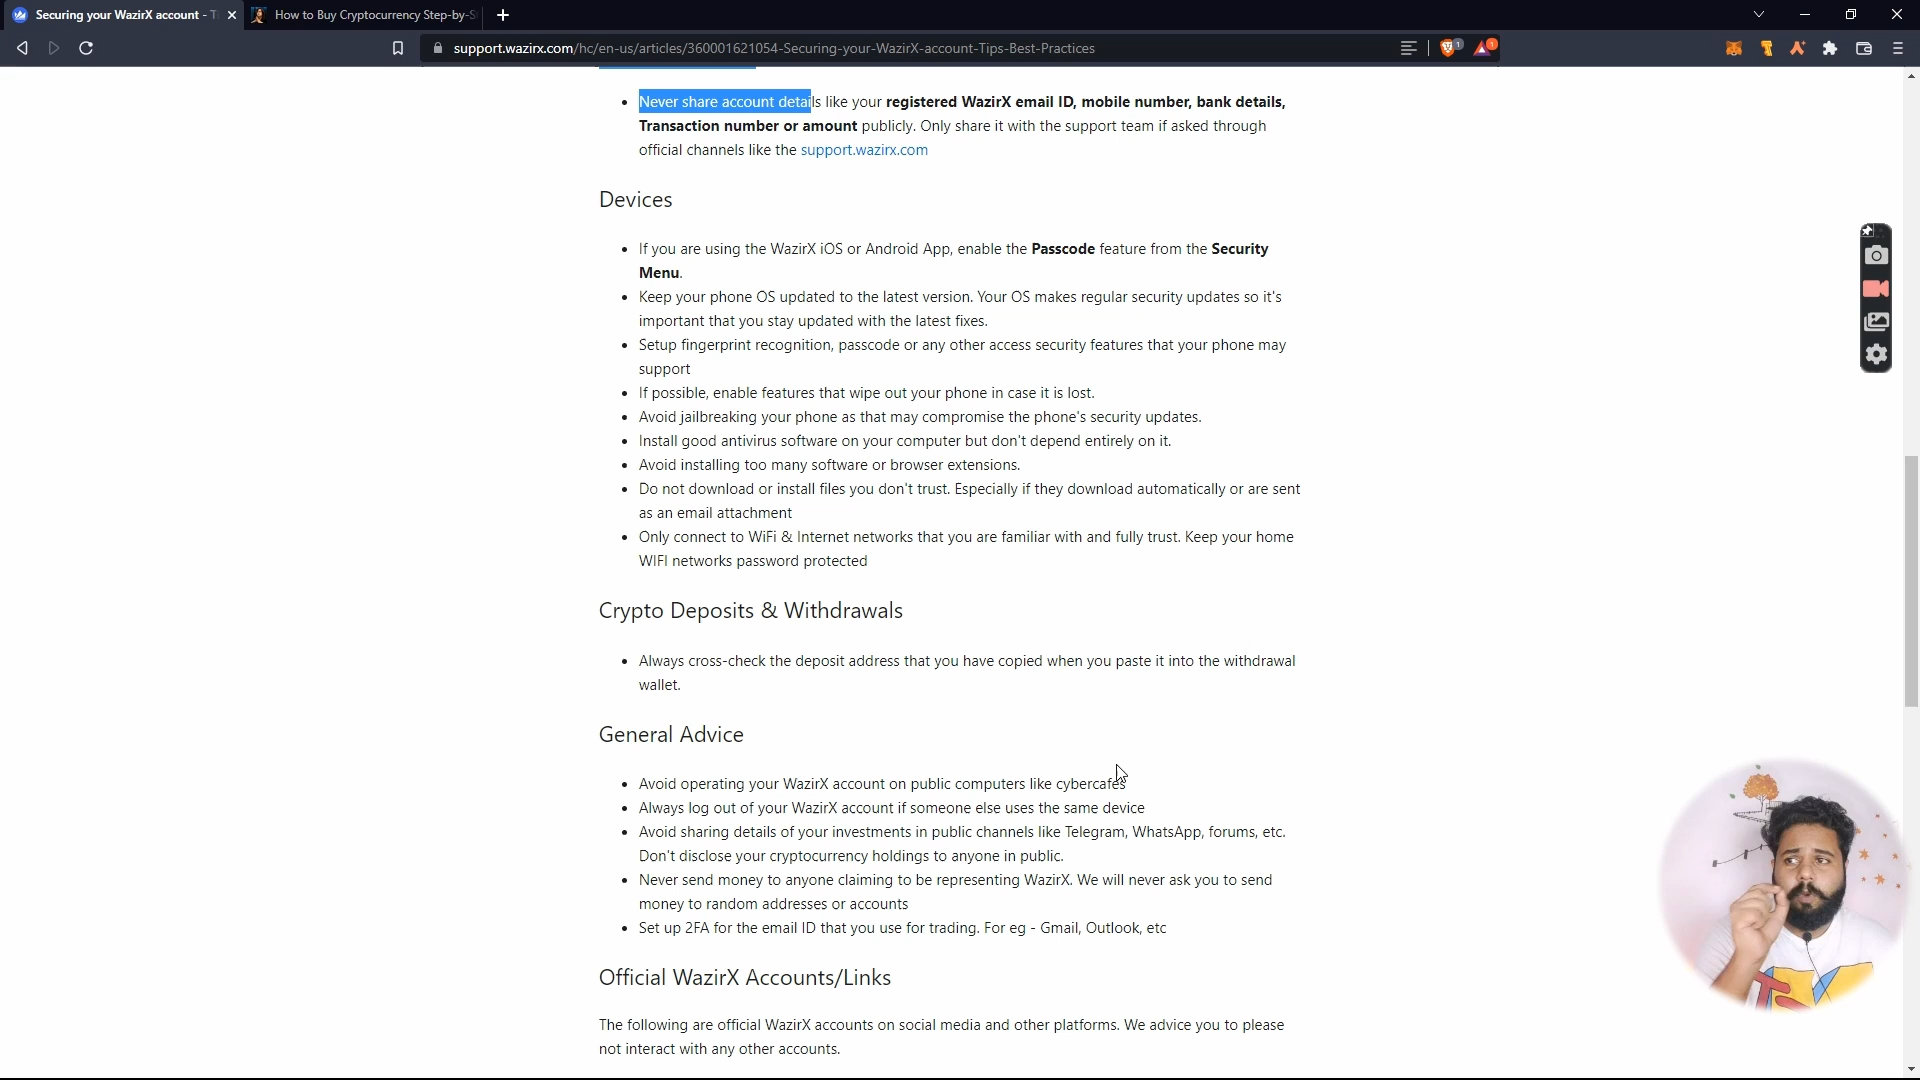 Securing your WazirX account - T
How to Buy Cryptocurrency Step-by-S
support.wazirx.com/hc/en-us/articles/360001621054-Securing-your-WazirX-account-Tips-Best-Practices
1
1
Never share account details like your registered WazirX email ID, mobile number, bank details,
Transaction number or amount publicly. Only share it with the support team if asked through
official channels like the support.wazirx.com
Devices
• If you are using the WazirX iOS or Android App, enable the Passcode feature from the Security
Menu.
• Keep your phone OS updated to the latest version. Your OS makes regular security updates so it's
important that you stay updated with the latest fixes.
• Setup fingerprint recognition, passcode or any other access security features that your phone may
support
• If possible, enable features that wipe out your phone in case it is lost.
• Avoid jailbreaking your phone as that may compromise the phone's security updates.
• Install good antivirus software on your computer but don't depend entirely on it.
• Avoid installing too many software or browser extensions.
• Do not download or install files you don't trust. Especially if they download automatically or are sent
as an email attachment
• Only connect to WiFi & Internet networks that you are familiar with and fully trust. Keep your home
WIFI networks password protected
Crypto Deposits & Withdrawals
• Always cross-check the deposit address that you have copied when you paste it into the withdrawal
wallet.
General Advice
• Avoid operating your WazirX account on public computers like cybercafes
• Always log out of your WazirX account if someone else uses the same device
• Avoid sharing details of your investments in public channels like Telegram, WhatsApp, forums, etc.
Don't disclose your cryptocurrency holdings to anyone in public.
• Never send money to anyone claiming to be representing WazirX. We will never ask you to send
money to random addresses or accounts
• Set up 2FA for the email ID that you use for trading. For eg - Gmail, Outlook, etc
Official WazirX Accounts/Links
The following are official WazirX accounts on social media and other platforms. We advice you to please
not interact with any other accounts.